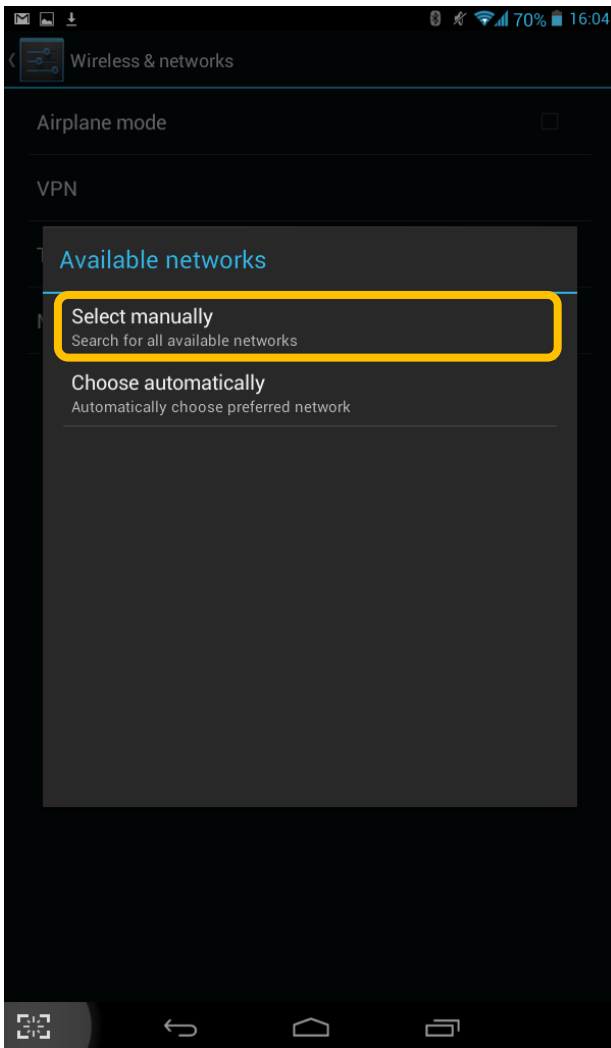 70% 16:04
Wireless & networks
Airplane mode
VPN
Available networks
Select manually
Search for all available networks
Choose automatically
Automatically choose preferred network